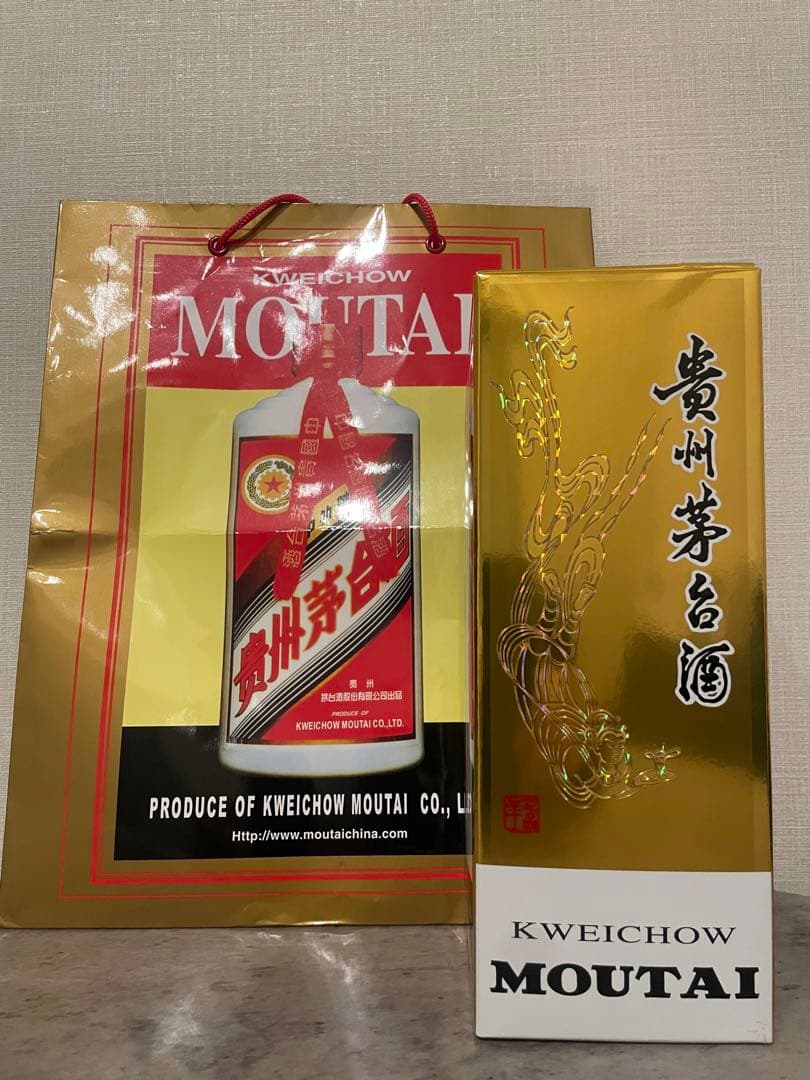 KWEICHOW
MOUTAI
贵州茅台酒
贵州
茅台酒股份有限公司出品
PRODUCE OF
KWEICHOW MOUTAI CO.,LTD.
PRODUCE OF KWEICHOW MOUTAI CO.,
Http://www.moutaichina.com
貴州茅台酒
KWEICHOW
MOUTAI